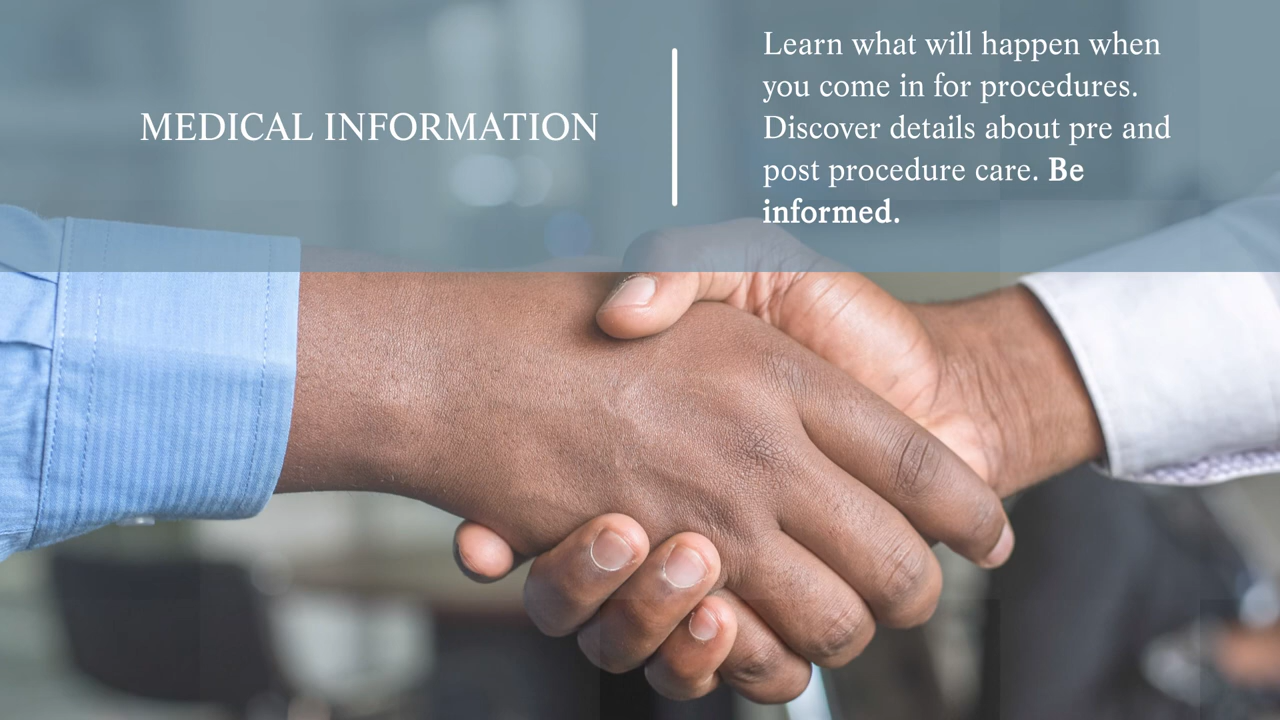 MEDICAL INFORMATION
Learn what will happen when
you come in for procedures.
Discover details about pre and
post procedure care. Be
informed.